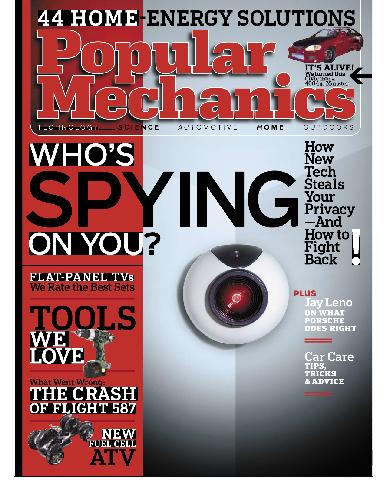 44 HOME-ENERGY SOLUTIONS
Popular
Mechanics
IT'S ALIVE!
TECHNOLOGY SCIENCE AUTOMOTIVE HOME OUTDOORS
WHO'S
SPYING
ON YOU?
How
New
Tech
Steals
Your
Privacy
—And
How to
Fight
Back!
FLAT-PANEL TVs
We Rate the Best Sets
TOOLS
WE
LOVE
What Went Wrong:
THE CRASH
OF FLIGHT 587
NEW
FUEL CELL
ATV
PLUS
Jay Leno
ON WHAT
PORSCHE
DOES RIGHT
Car Care
TIPS,
TRICKS
& ADVICE